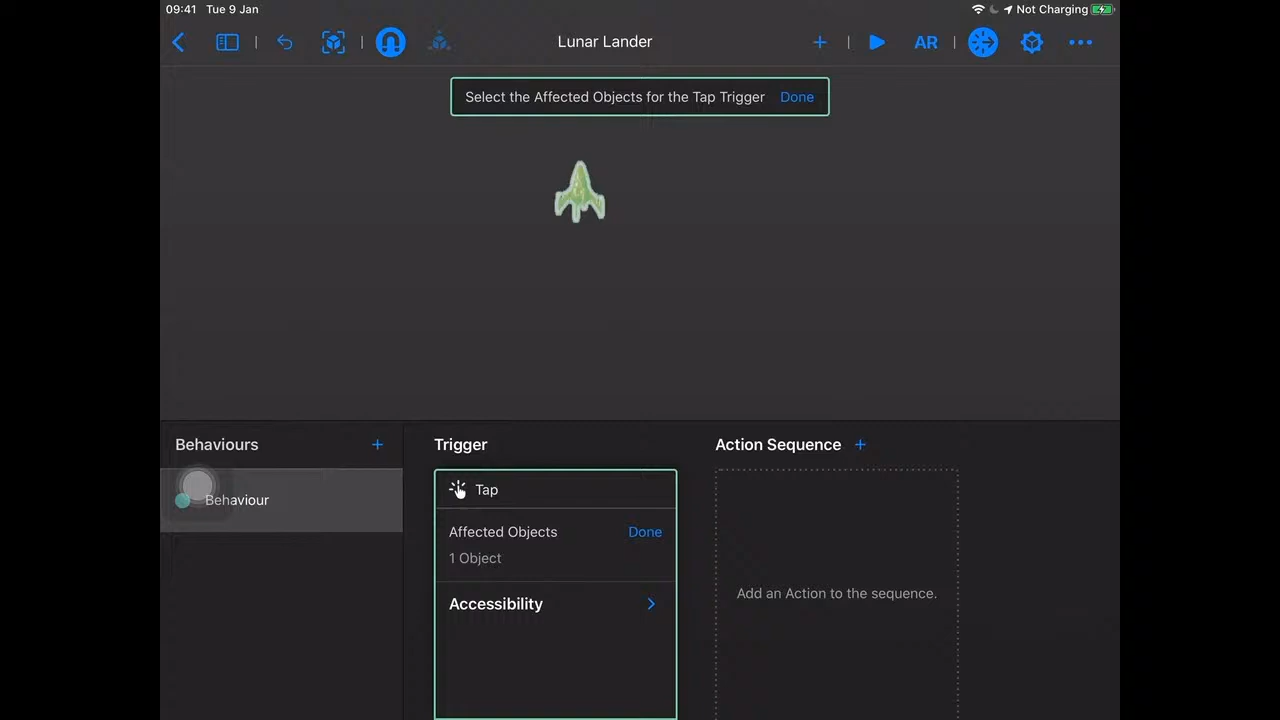 09:41 Tue 9 Jan
Not Charging
Lunar Lander
AR
Select the Affected Objects for the Tap Trigger Done
Behaviours
Behaviour
Trigger
Tap
Affected Objects Done
1 Object
Accessibility
Action Sequence
Add an Action to the sequence.